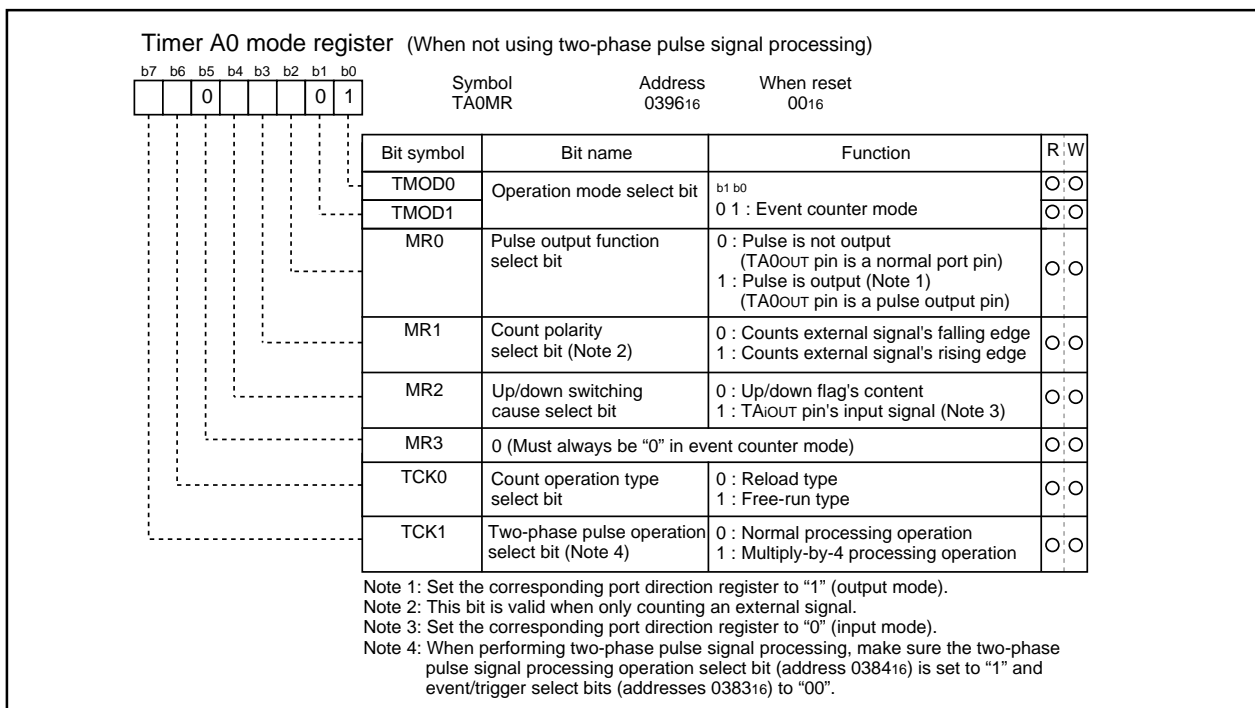 Timer A0 mode register (When not using two-phase pulse signal processing)
b7 b6 b5 b4 b3 b2 b1 b0
0 0 1
Symbol Address When reset
TA0MR 039616 0016
Bit symbol Bit name Function R W
TMOD0 Operation mode select bit b1 b0
TMOD1 0 1 : Event counter mode
MR0 Pulse output function 0 : Pulse is not output
select bit (TA0OUT pin is a normal port pin)
1 : Pulse is output (Note 1)
(TA0OUT pin is a pulse output pin)
MR1 Count polarity 0 : Counts external signal's falling edge
select bit (Note 2) 1 : Counts external signal's rising edge
MR2 Up/down switching 0 : Up/down flag's content
cause select bit 1 : TAiOUT pin's input signal (Note 3)
MR3 0 (Must always be “0” in event counter mode)
TCK0 Count operation type 0 : Reload type
select bit 1 : Free-run type
TCK1 Two-phase pulse operation 0 : Normal processing operation
select bit (Note 4) 1 : Multiply-by-4 processing operation
Note 1: Set the corresponding port direction register to “1” (output mode).
Note 2: This bit is valid when only counting an external signal.
Note 3: Set the corresponding port direction register to “0” (input mode).
Note 4: When performing two-phase pulse signal processing, make sure the two-phase
pulse signal processing operation select bit (address 038416) is set to “1” and
event/trigger select bits (addresses 038316) to “00”.